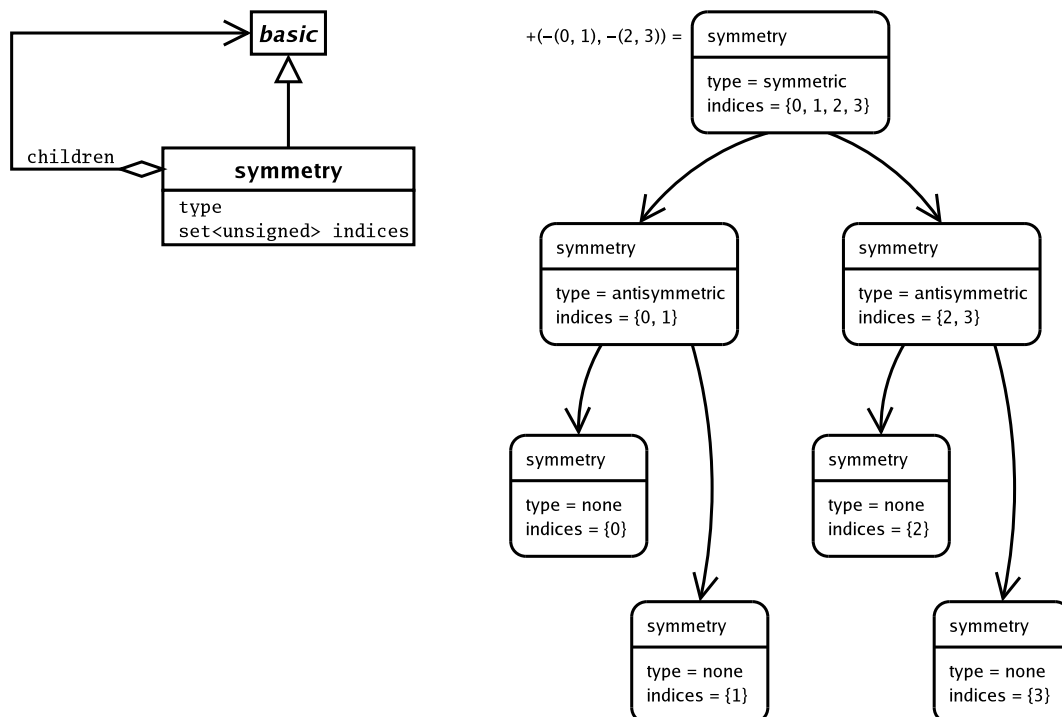 basic
children
symmetry
type
set<unsigned> indices
+(-(0, 1), -(2, 3)) =
symmetry
type = symmetric
indices = {0, 1, 2, 3}
symmetry
type = antisymmetric
indices = {0, 1}
symmetry
type = antisymmetric
indices = {2, 3}
symmetry
type = none
indices = {0}
symmetry
type = none
indices = {2}
symmetry
type = none
indices = {1}
symmetry
type = none
indices = {3}